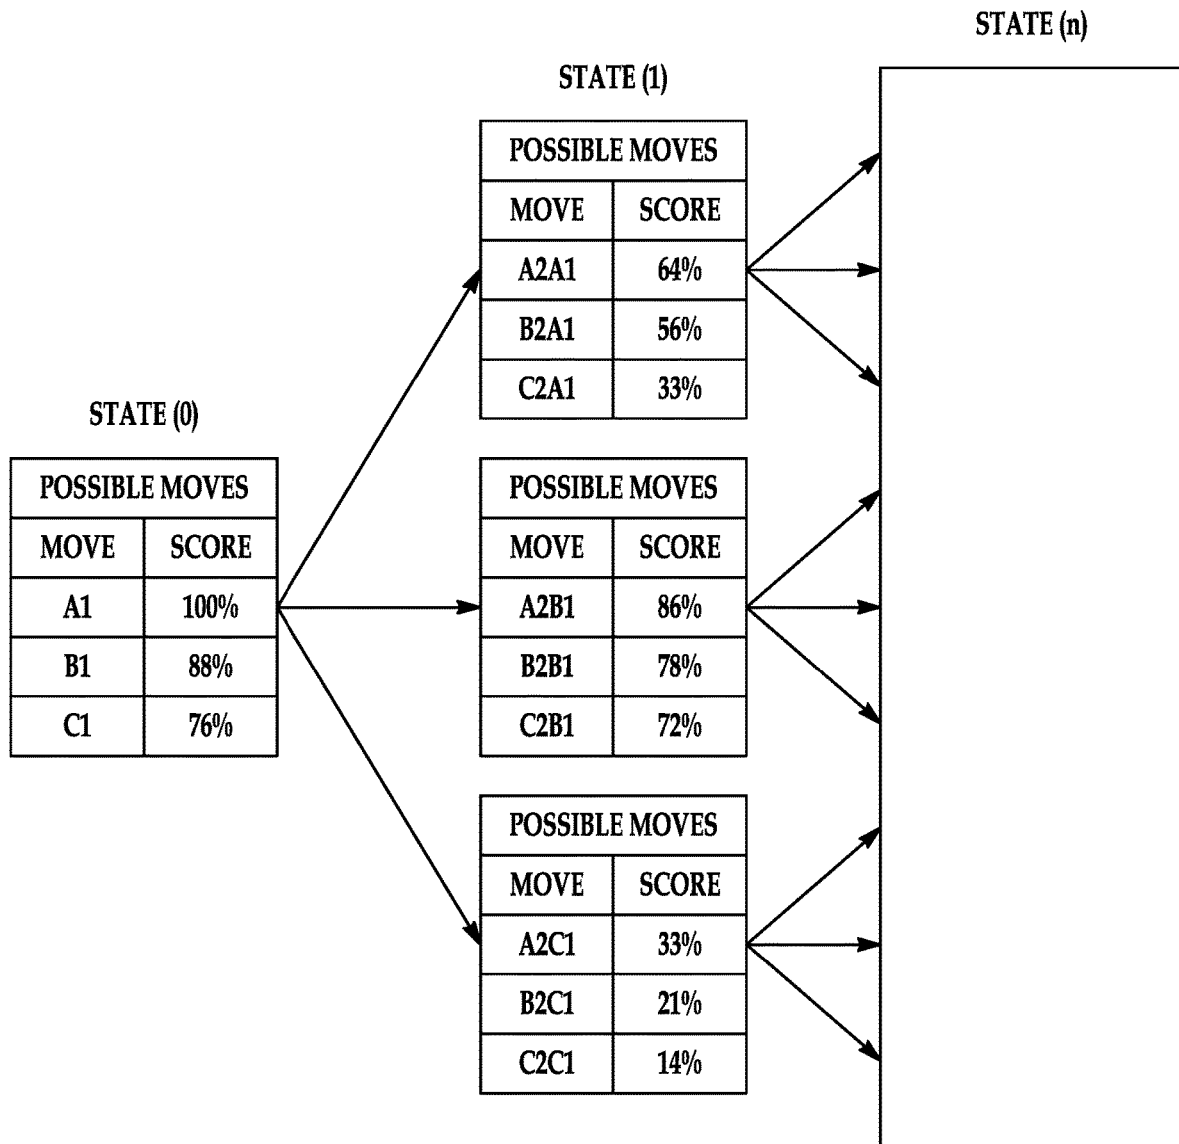 STATE (n)
STATE (1)
POSSIBLE MOVES
MOVE SCORE
A2A1 64%
B2A1 56%
C2A1 33%
STATE (0)
POSSIBLE MOVES
MOVE SCORE
A1 100%
B1 88%
C1 76%
POSSIBLE MOVES
MOVE SCORE
A2B1 86%
B2B1 78%
C2B1 72%
POSSIBLE MOVES
MOVE SCORE
A2C1 33%
B2C1 21%
C2C1 14%